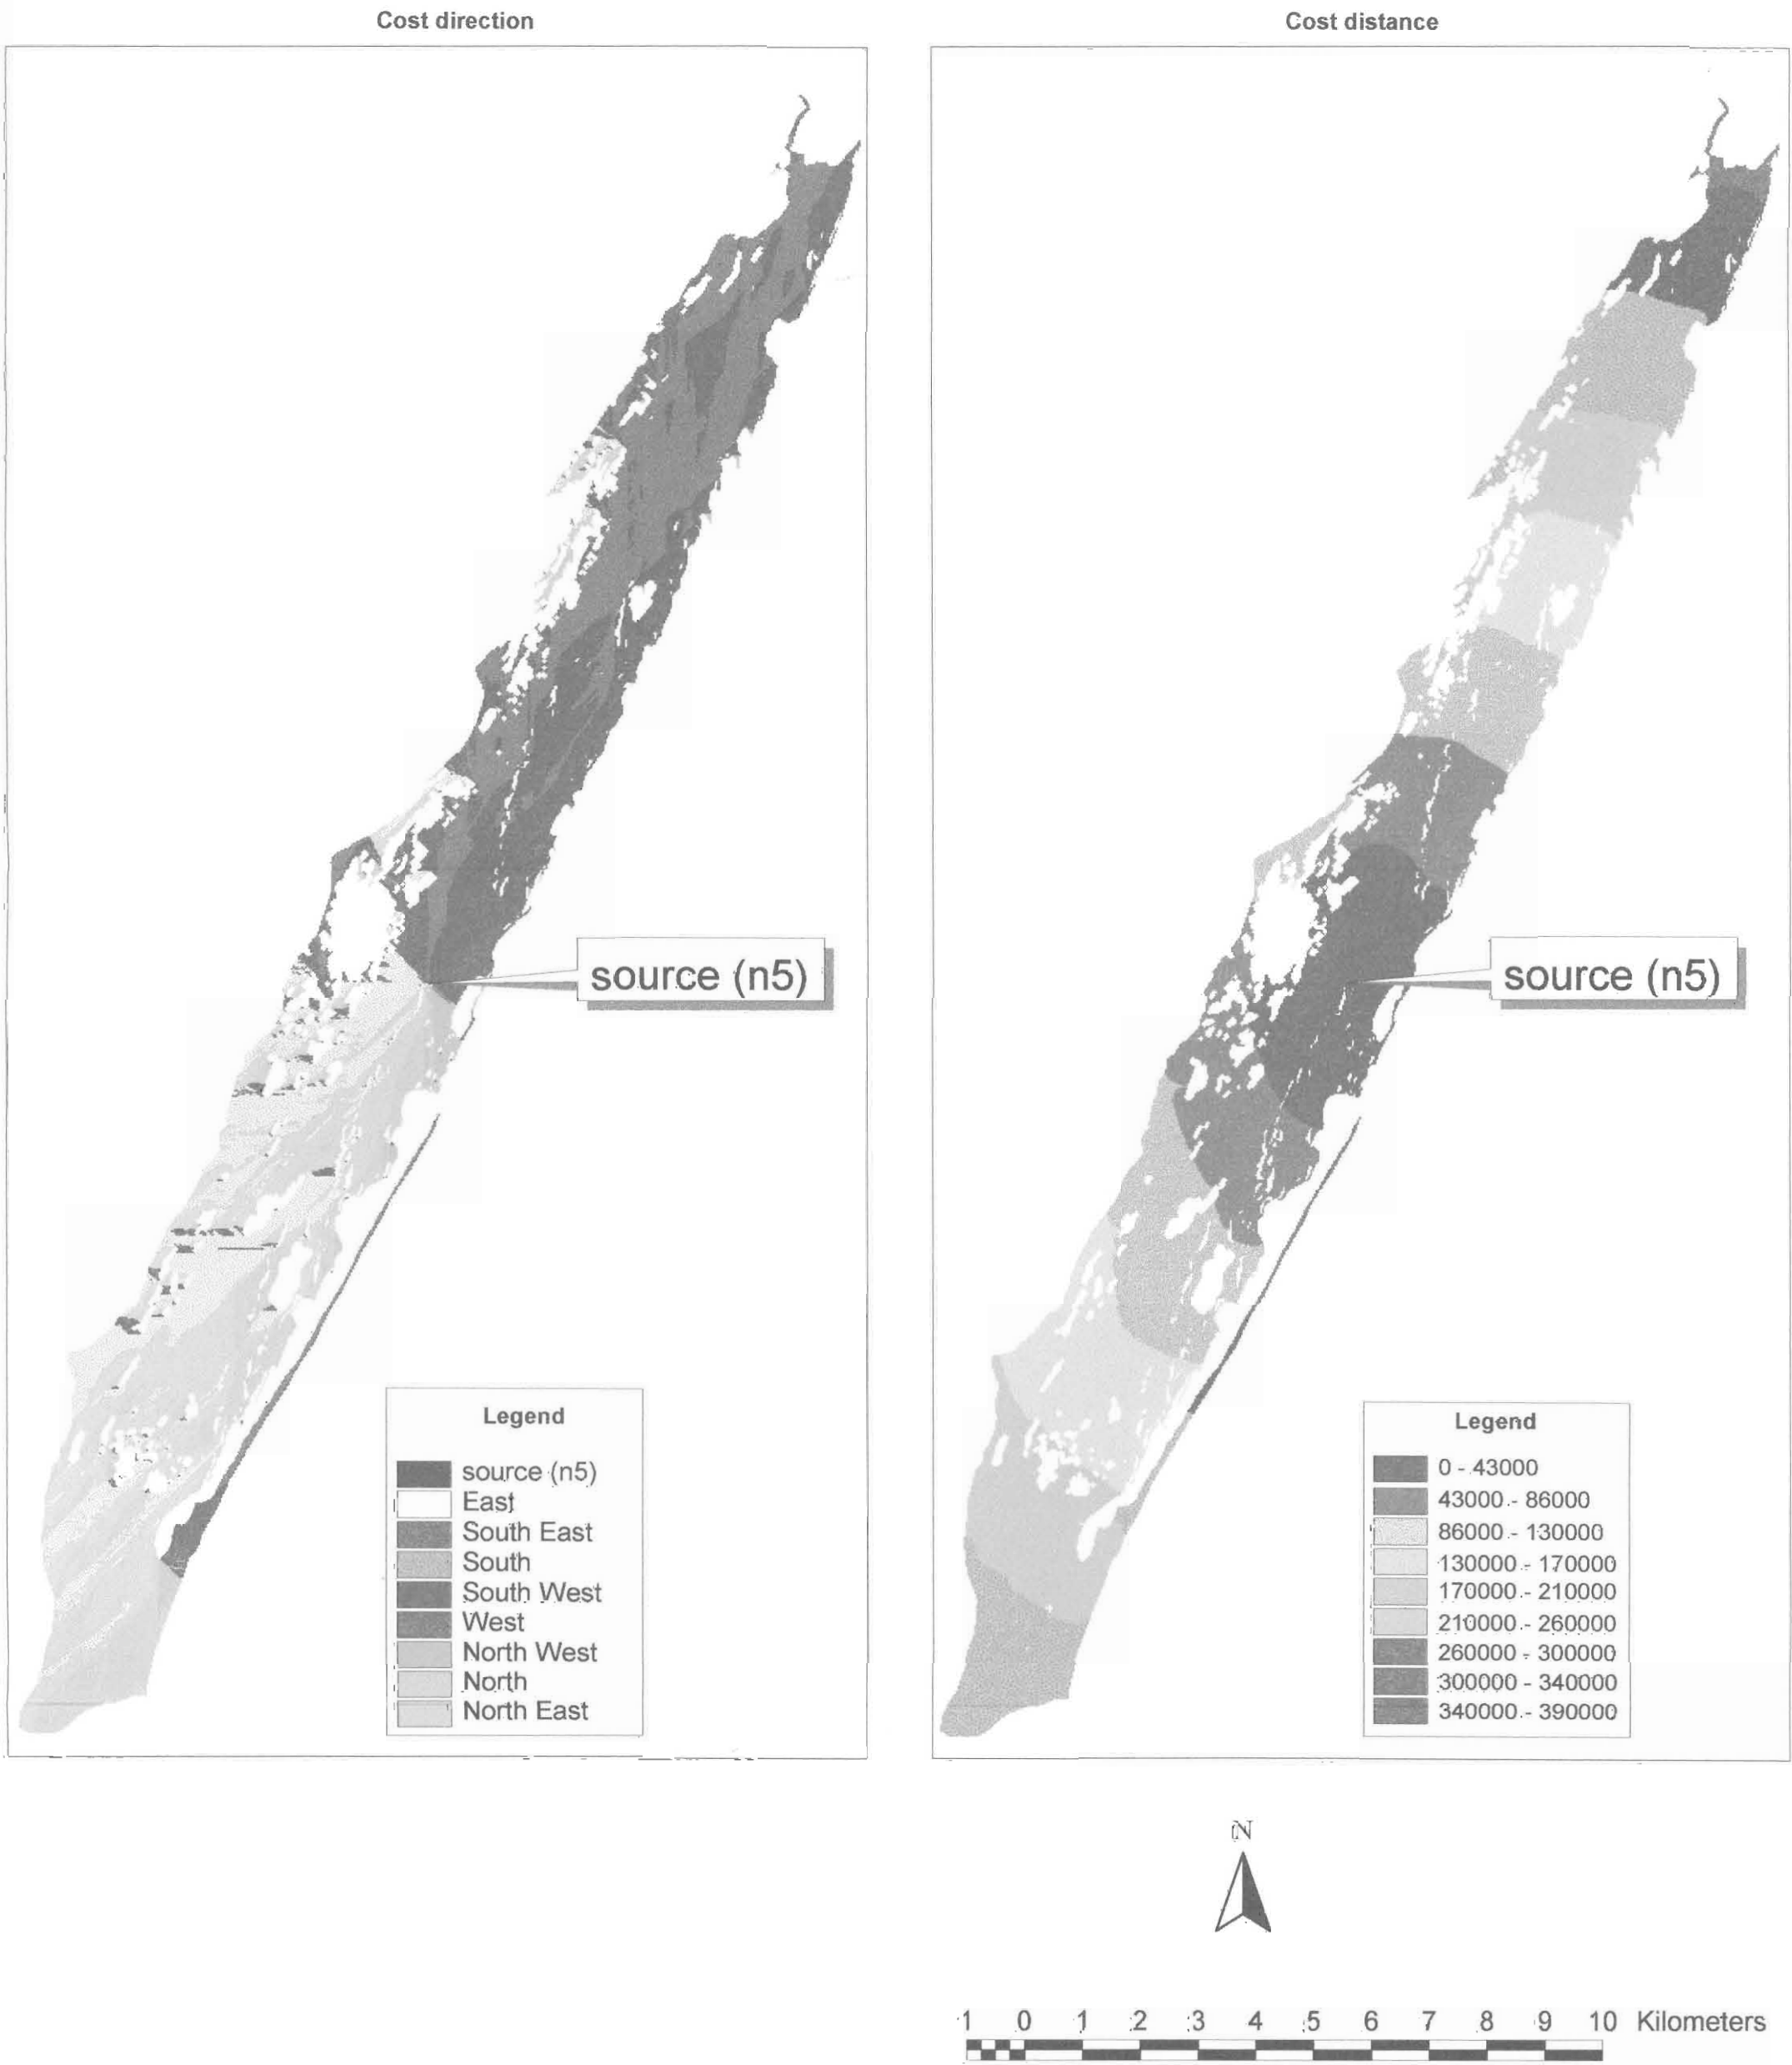 Cost direction
Cost distance
source (n5)
source (n5)
Legend
source (n5)
East
South East
South
South West
West
North West
North
North East
Legend
0 - 43000
43000 - 86000
86000 - 130000
130000 - 170000
170000 - 210000
210000 - 260000
260000 - 300000
300000 - 340000
340000 - 390000
N
1 0 1 2 3 4 5 6 7 8 9 10 Kilometers